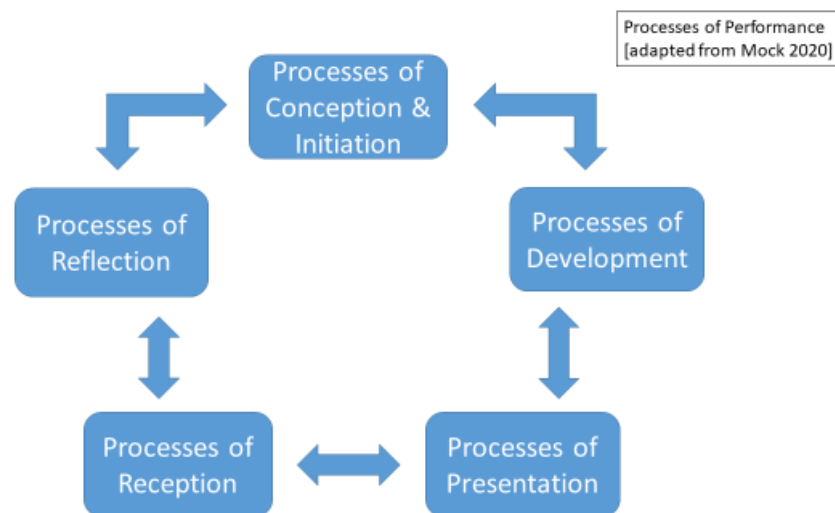 Processes of Performance
[adapted from Mock 2020]
Processes of
Conception &
Initiation
Processes of
Development
Processes of
Presentation
Processes of
Reception
Processes of
Reflection